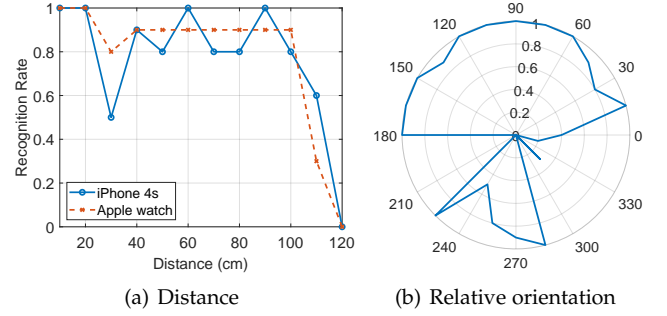 1
0.8
0.6
0.4
0.2
0
Recognition Rate
iPhone 4s
Apple watch
20 40 60 80 100 120
Distance (cm)
(a) Distance
90
120 60
150 30
180 0
210 330
240 300
270
1
0.8
0.6
0.4
0.2
0
(b) Relative orientation